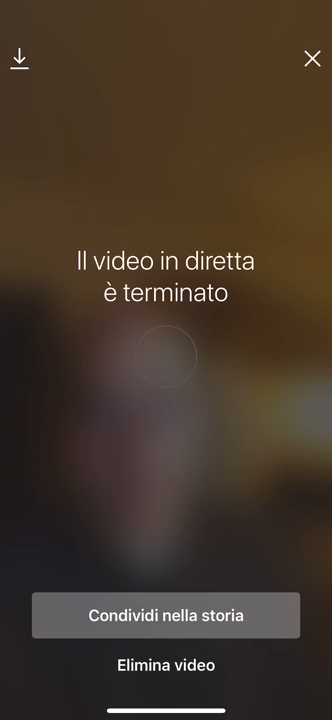 Il video in diretta
è terminato
Condividi nella storia
Elimina video